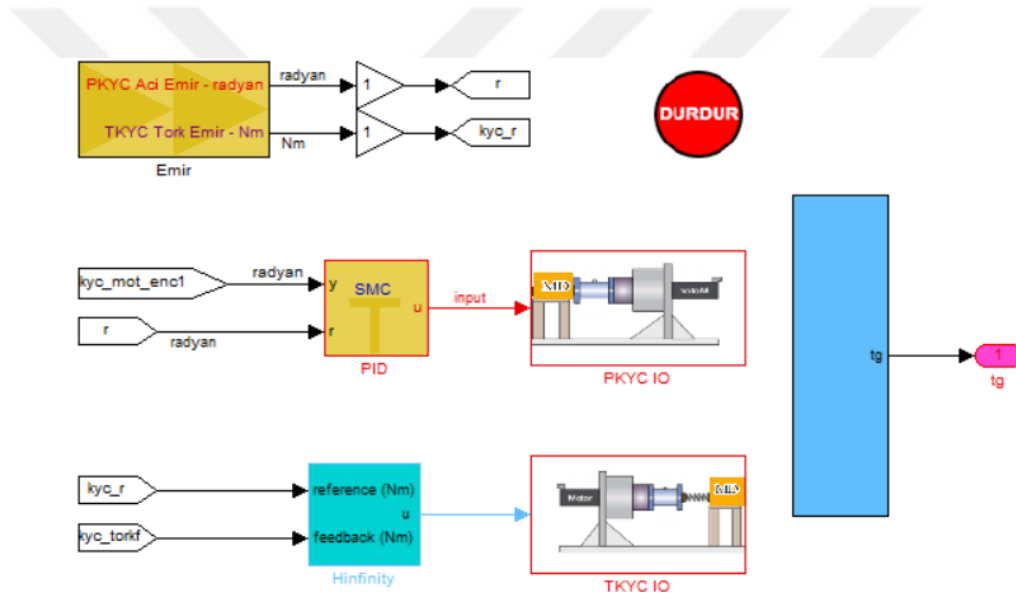 PKYC Aci Emir - radyan
radyan
1
r
TKYC Tork Emir - Nm
Nm
1
kyc_r
Emir
DURDUR
kyc_mot_enc1
radyan
y
SMC
u
input
r
radyan
r
PID
PKYC IO
tg
1
tg
kyc_r
reference (Nm)
u
kyc_torkf
feedback (Nm)
Hinfinity
Motor
TKYC IO